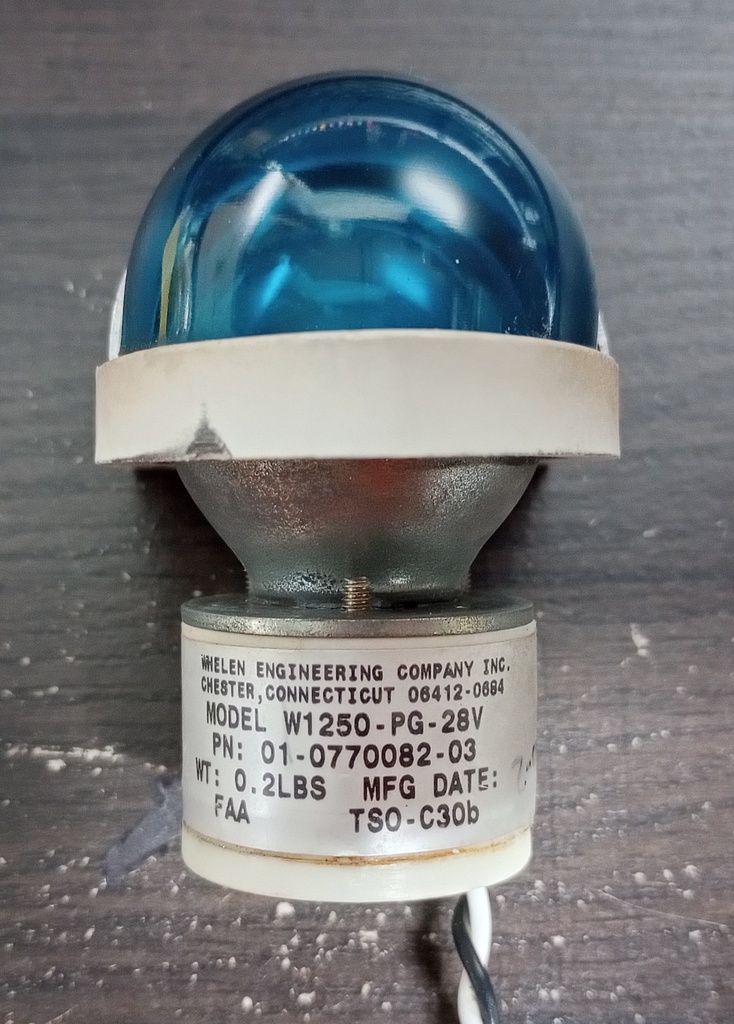 WHELEN ENGINEERING COMPANY INC.
CHESTER, CONNECTICUT 06412-0684
MODEL W1250-PG-28V
PN: 01-0770082-03
WT: 0.2LBS MFG DATE:
FAA TSO-C30b